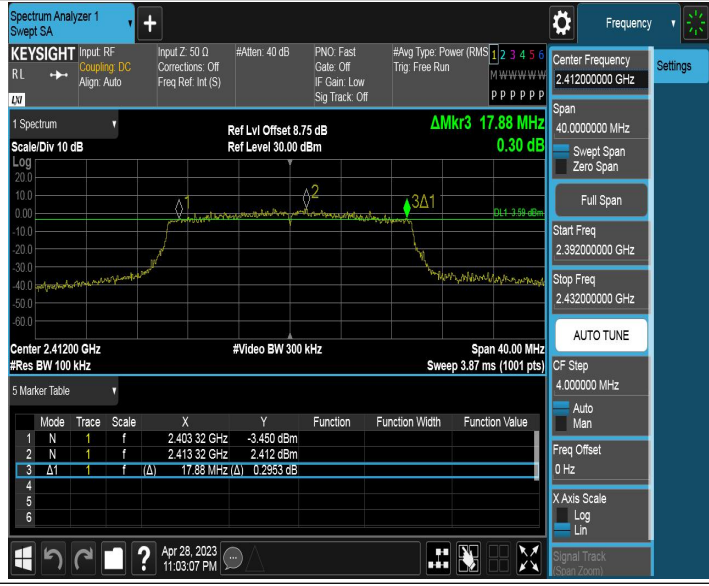 Spectrum Analyzer 1
Swept SA
Frequency
KEYSIGHT
RL
LXI
Input: RF
Coupling: DC
Align: Auto
Input Z: 50 Ω
Corrections: Off
Freq Ref: Int (S)
#Atten: 40 dB
PNO: Fast
Gate: Off
IF Gain: Low
Sig Track: Off
#Avg Type: Power (RMS
Trig: Free Run
1 2 3 4 5 6
M W W W W W
P P P P P P
Center Frequency
2.412000000 GHz
Settings
Span
40.0000000 MHz
Swept Span
Zero Span
Full Span
Start Freq
2.392000000 GHz
Stop Freq
2.432000000 GHz
AUTO TUNE
CF Step
4.000000 MHz
Auto
Man
Freq Offset
0 Hz
X Axis Scale
Log
Lin
Signal Track
(Span Zoom)
1 Spectrum
Scale/Div 10 dB
Ref Lvl Offset 8.75 dB
Ref Level 30.00 dBm
ΔMkr3 17.88 MHz
0.30 dB
Log
20.0
10.0
0.00
-10.0
-20.0
-30.0
-40.0
-50.0
-60.0
1
2
3Δ1
DL1 -3.59 dBm
Center 2.41200 GHz
#Video BW 300 kHz
Span 40.00 MHz
#Res BW 100 kHz
Sweep 3.87 ms (1001 pts)
5 Marker Table
Mode Trace Scale X Y Function Function Width Function Value
1 N 1 f 2.403 32 GHz -3.450 dBm
2 N 1 f 2.413 32 GHz 2.412 dBm
3 Δ1 1 f (Δ) 17.88 MHz (Δ) 0.2953 dB
4
5
6
?
Apr 28, 2023
11:03:07 PM